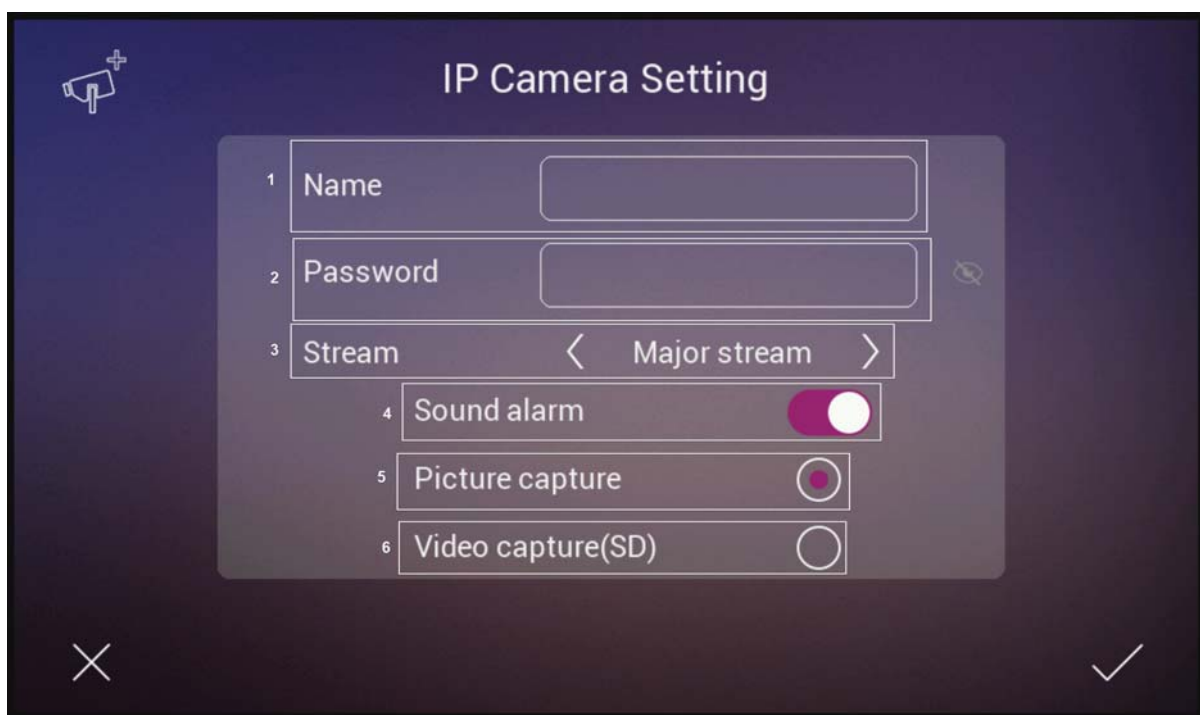 IP Camera Setting
1 Name
2 Password
3 Stream Major stream
4 Sound alarm
5 Picture capture
6 Video capture(SD)